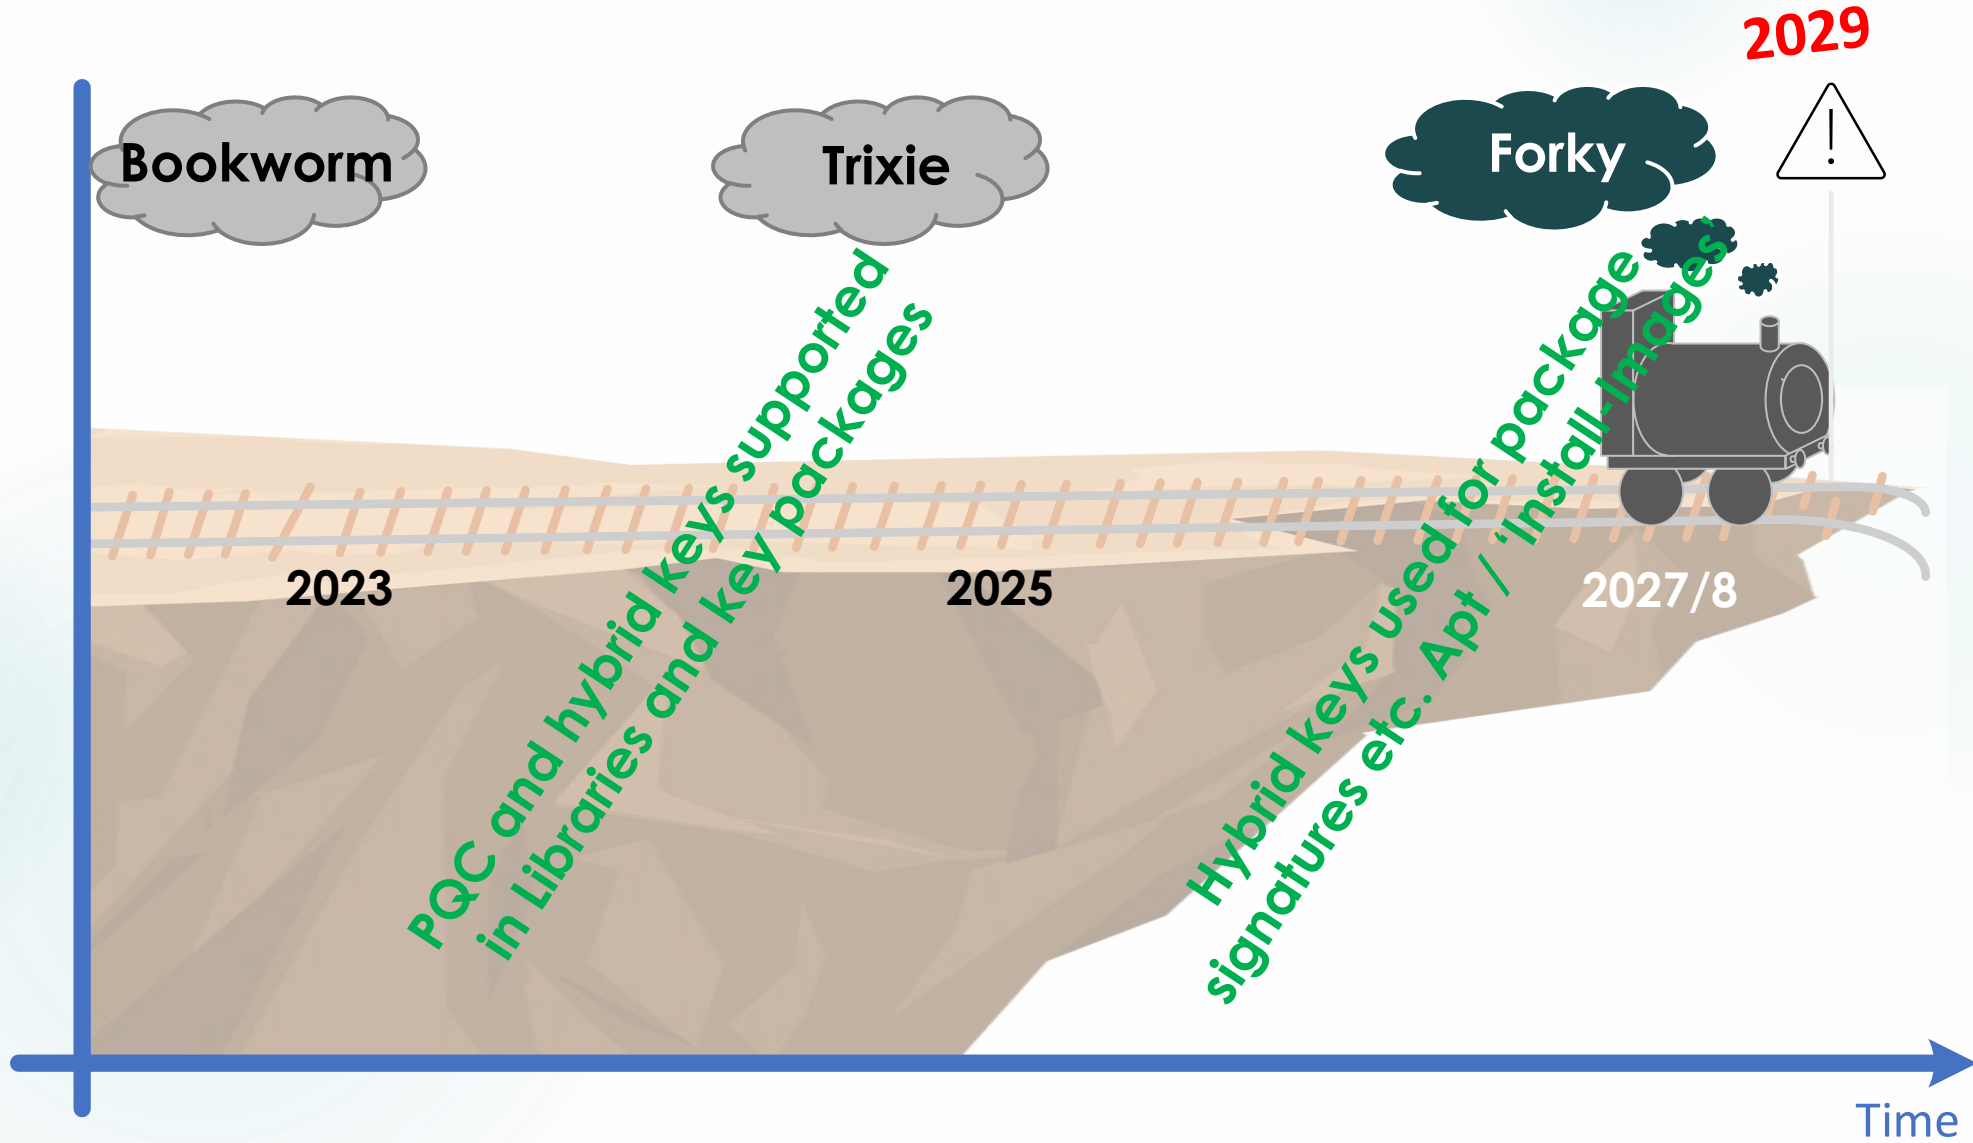 2029
Bookworm
Trixie
Forky
PQC and hybrid keys supported
in Libraries and key packages
Hybrid keys used for package
signatures etc. Apt / ‘Install-Images’
2023
2025
2027/8
Time